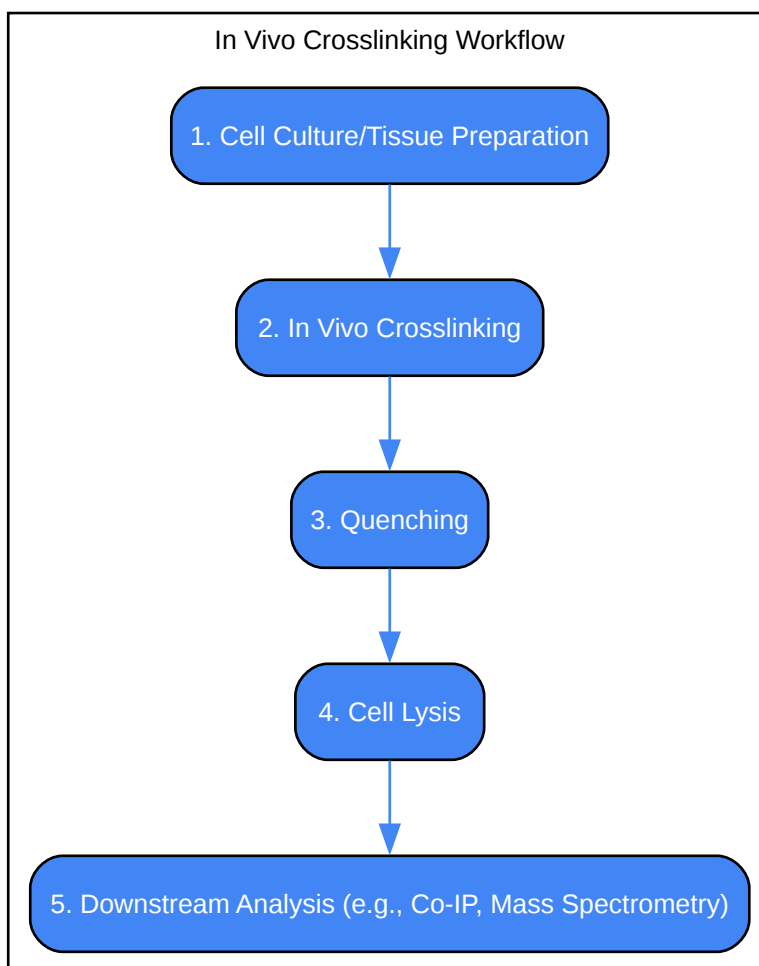 In Vivo Crosslinking Workflow
1. Cell Culture/Tissue Preparation
2. In Vivo Crosslinking
3. Quenching
4. Cell Lysis
5. Downstream Analysis (e.g., Co-IP, Mass Spectrometry)